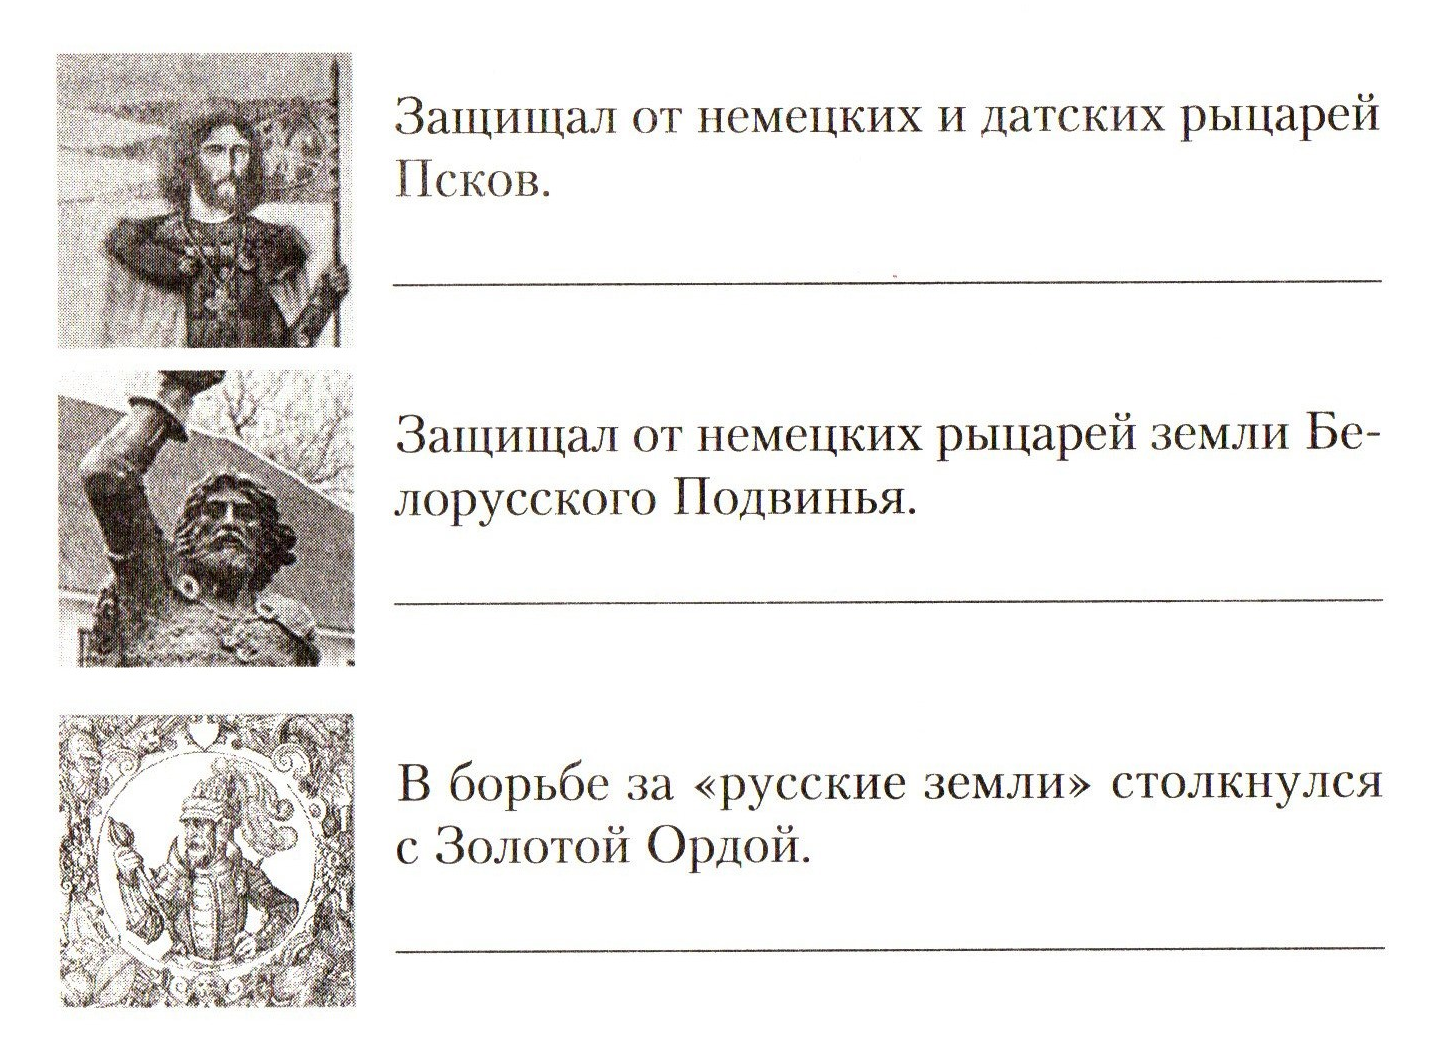 Защищал от немецких и датских рыцарей
Псков.
Защищал от немецких рыцарей земли Бе-
лорусского Подвинья.
В борьбе за «русские земли» столкнулся
с Золотой Ордой.